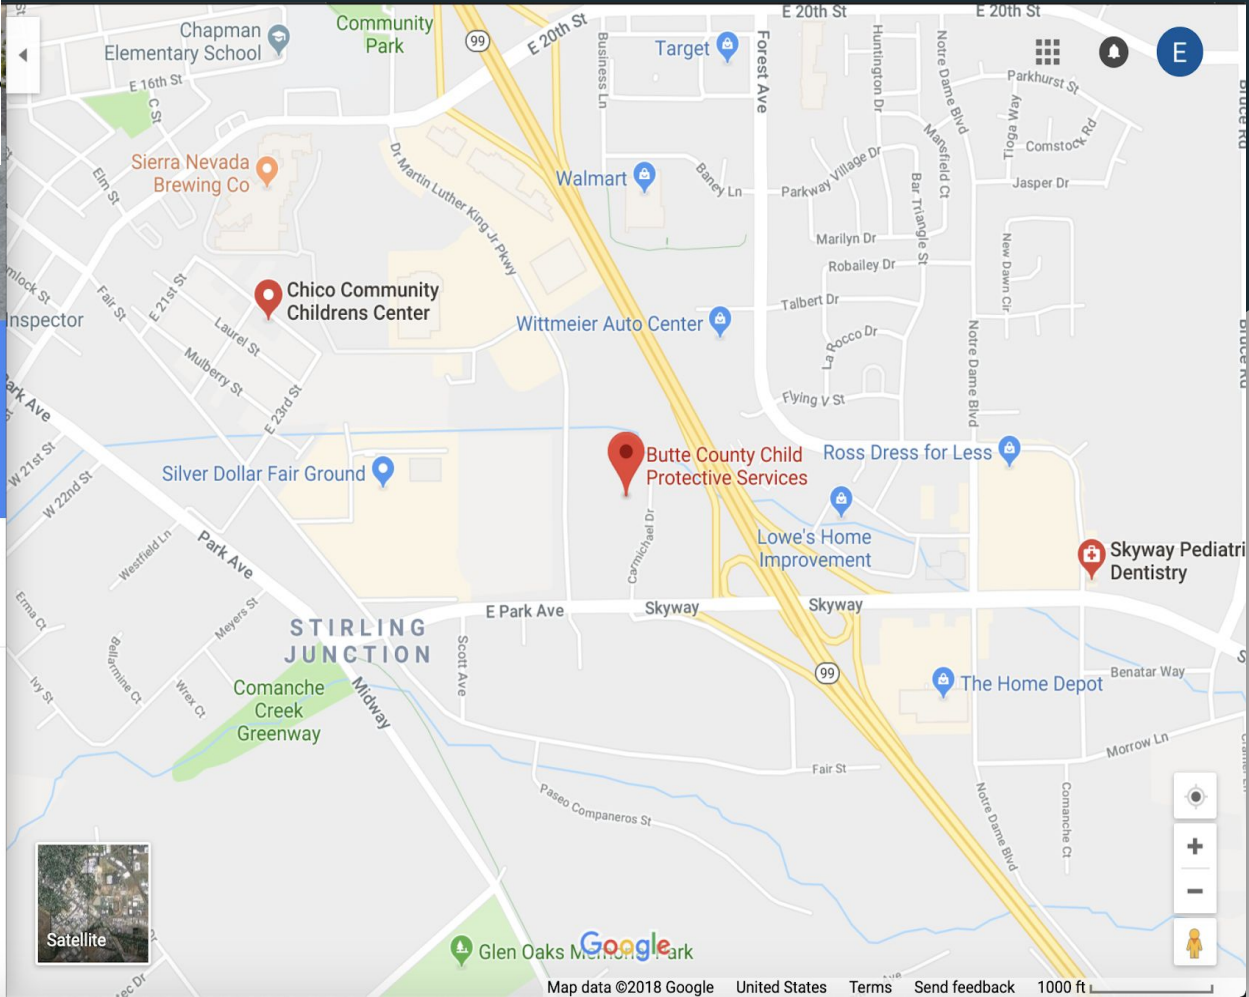 Chapman
Elementary School
Community
Park
99
E 20th St
E 20th St
E 20th St
Business Ln
Target
Forest Ave
Huntington Dr
Notre Dame Blvd
E
Parkhurst St
Tioga Way
Comstock Rd
Bruce Rd
E 16th St
C St
Sierra Nevada
Brewing Co
Elm St
Dr Martin Luther King Jr Pkwy
Walmart
Baney Ln
Parkway Village Dr
Mansfield Ct
Bar Triangle St
Jasper Dr
Marilyn Dr
Robailey Dr
New Dawn Cir
Talbert Dr
La Rocco Dr
Flying V St
Notre Dame Blvd
Fair St
E 21st St
Laurel St
Mulberry St
E 23rd St
Chico Community
Childrens Center
Inspector
Wittmeier Auto Center
Park Ave
W 21st St
W 22nd St
Silver Dollar Fair Ground
Butte County Child
Protective Services
Ross Dress for Less
Lowe's Home
Improvement
Skyway Pediatri
Dentistry
Carmichael Dr
Westfield Ln
Park Ave
E Park Ave
Skyway
Skyway
Erma Ct
Bellarmine Ct
Meyers St
Ivy St
Wrex Ct
STIRLING
JUNCTION
Scott Ave
Comanche
Creek
Greenway
Midway
99
The Home Depot
Benatar Way
Morrow Ln
Fair St
Paseo Companeros St
Notre Dame Blvd
Comanche Ct
Satellite
Glen Oaks Memorial Park
Google
Map data ©2018 Google United States Terms Send feedback 1000 ft